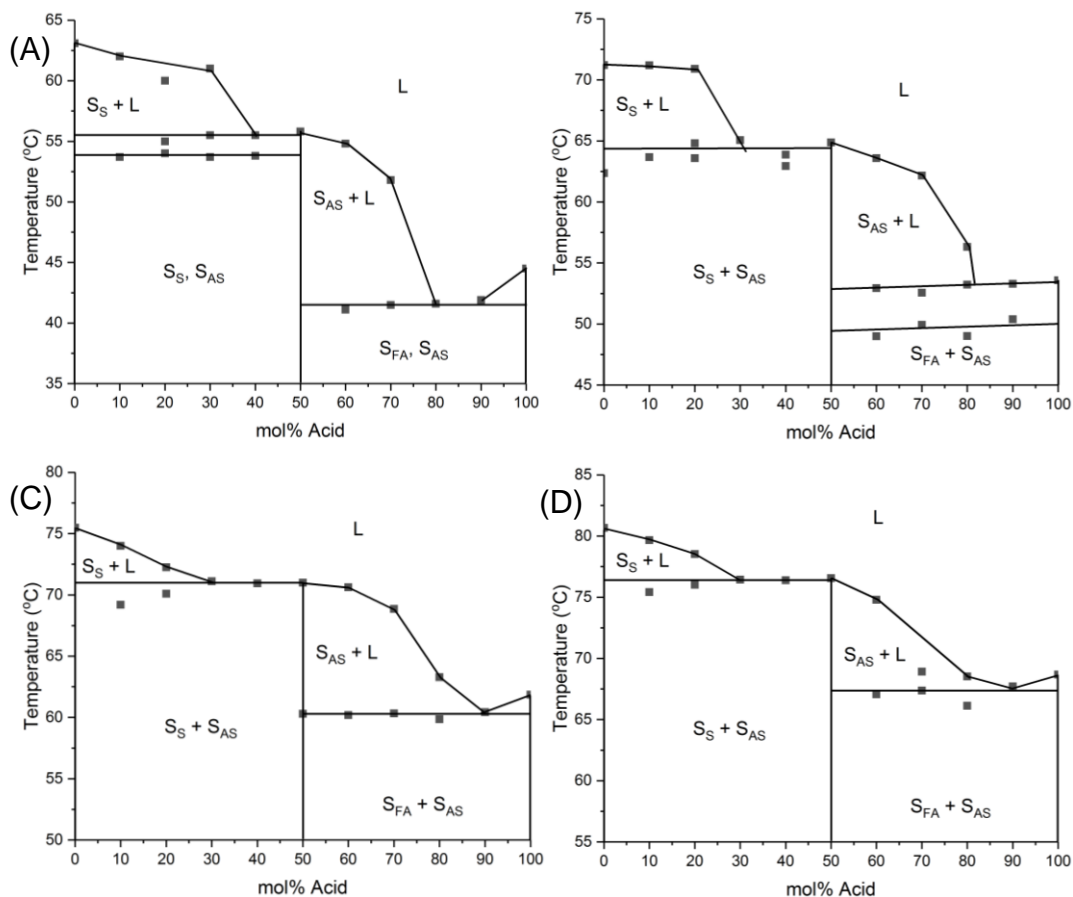 (A)
65
60
55
50
45
40
35
Temperature (°C)
L
S_S + L
S_AS + L
S_S, S_AS
S_FA, S_AS
0 10 20 30 40 50 60 70 80 90 100
mol% Acid
75
70
65
60
55
50
45
Temperature (°C)
L
S_S + L
S_AS + L
S_S + S_AS
S_FA + S_AS
0 10 20 30 40 50 60 70 80 90 100
mol% Acid
(C)
80
75
70
65
60
55
50
Temperature (°C)
L
S_S + L
S_AS + L
S_S + S_AS
S_FA + S_AS
0 10 20 30 40 50 60 70 80 90 100
mol% Acid
(D)
85
80
75
70
65
60
55
Temperature (°C)
L
S_S + L
S_AS + L
S_S + S_AS
S_FA + S_AS
0 10 20 30 40 50 60 70 80 90 100
mol% Acid